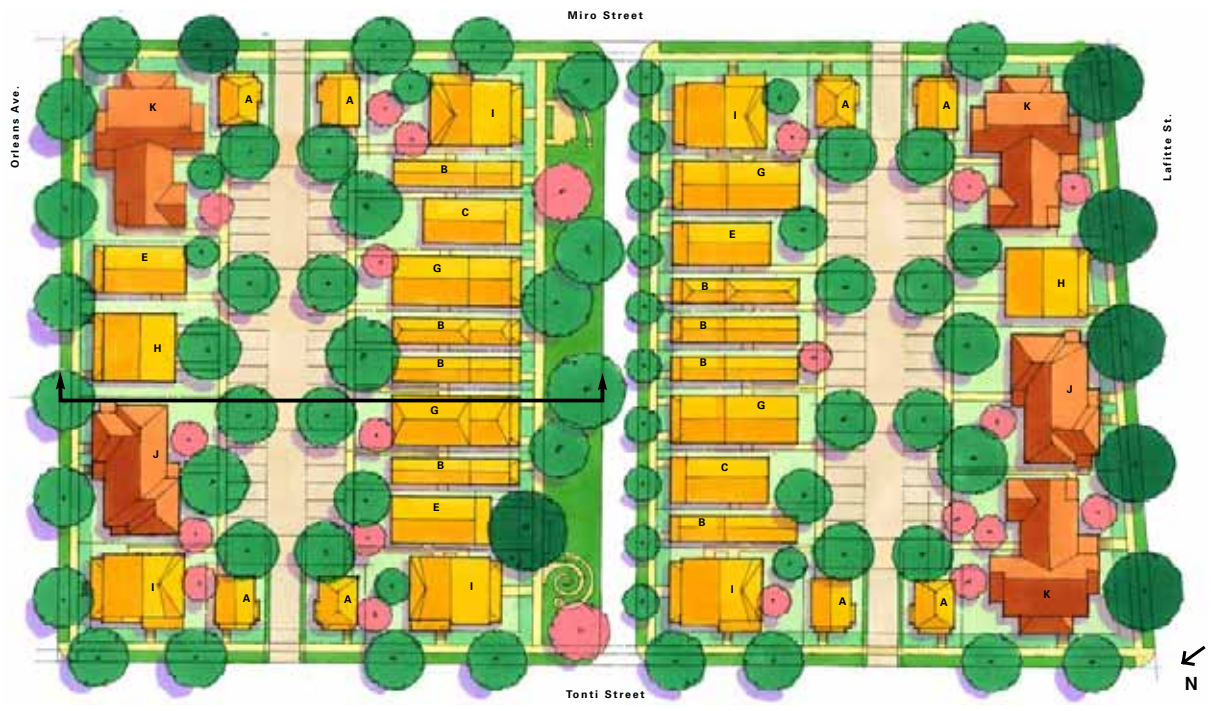 Miro Street
Orleans Ave.
Lafitte St.
K A A I I A A K
B G
C E
E G H
B B
H B B
B J
G G
J B C
E B
I A A I I A A K
Tonti Street
N